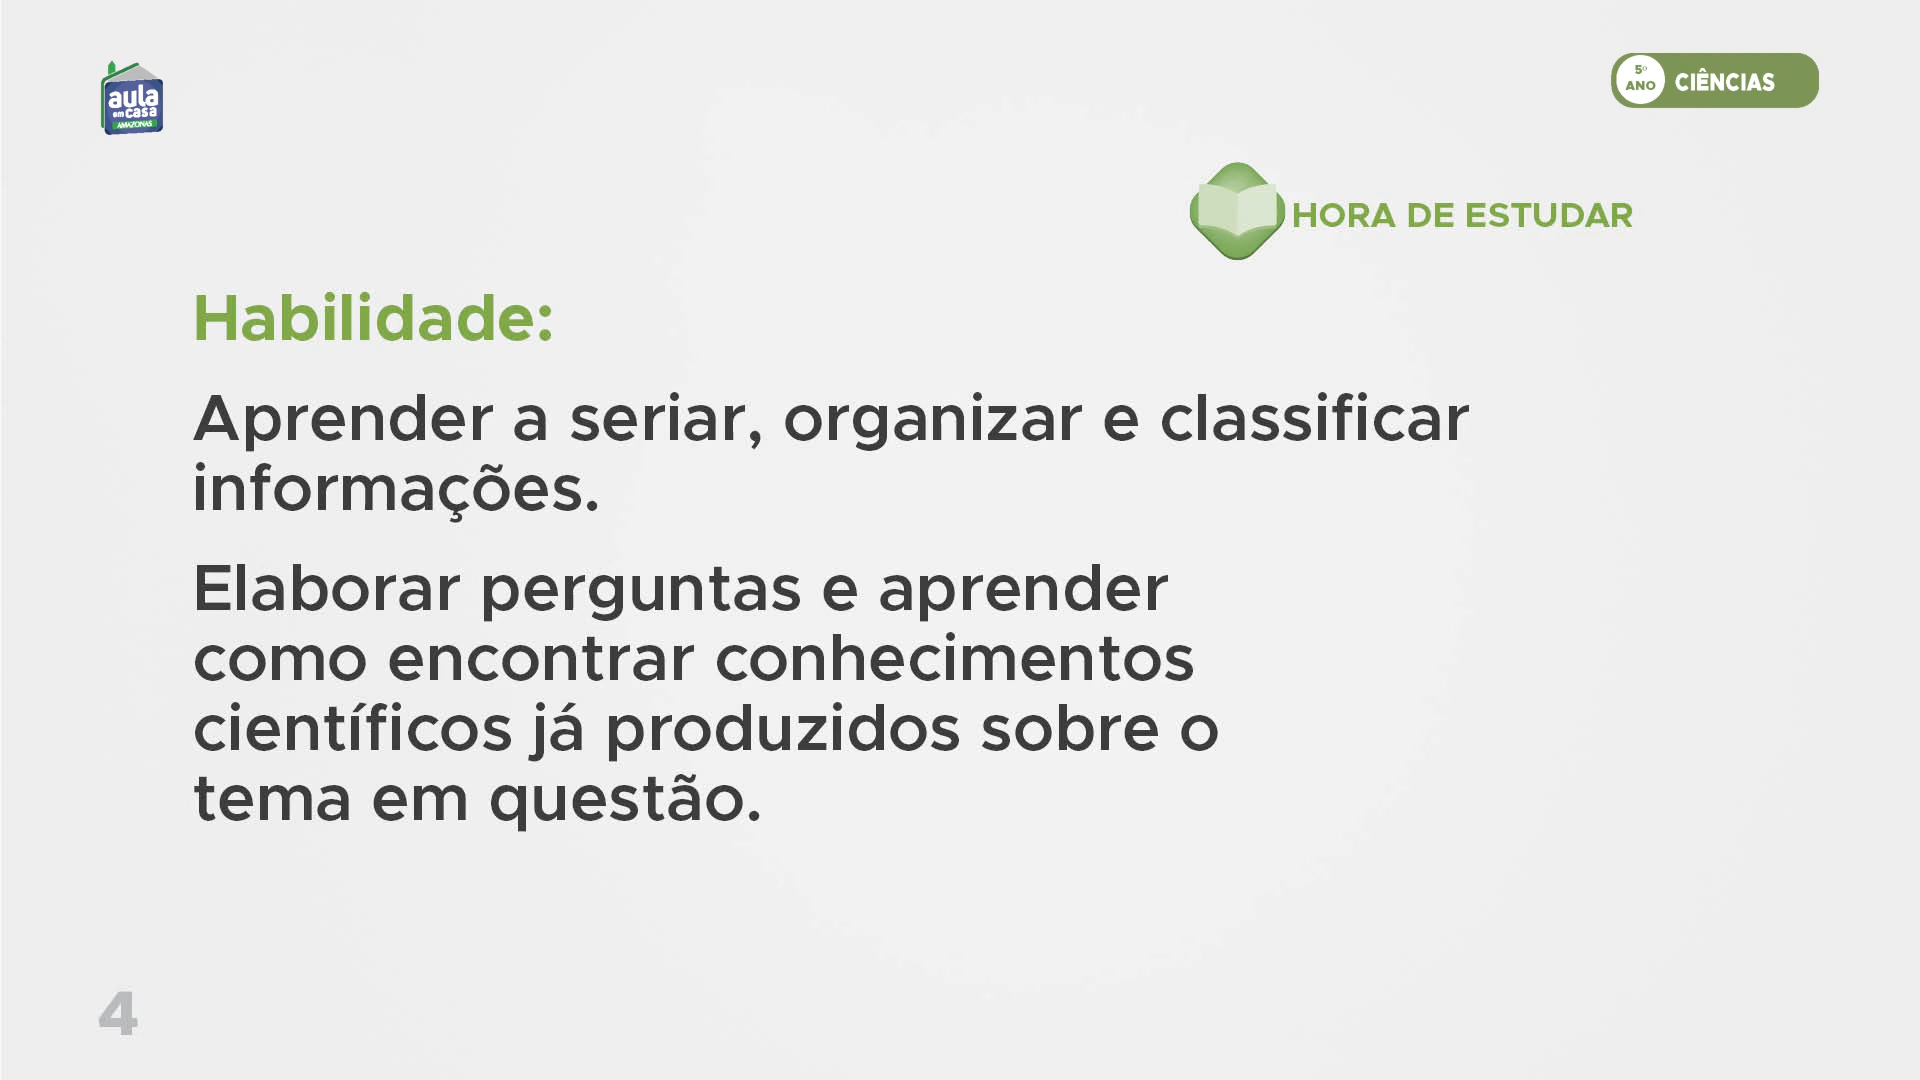 aula
em casa
AMAZONAS
5º
ANO
CIÊNCIAS
HORA DE ESTUDAR
Habilidade:
Aprender a seriar, organizar e classificar
informações.
Elaborar perguntas e aprender
como encontrar conhecimentos
científicos já produzidos sobre o
tema em questão.
4